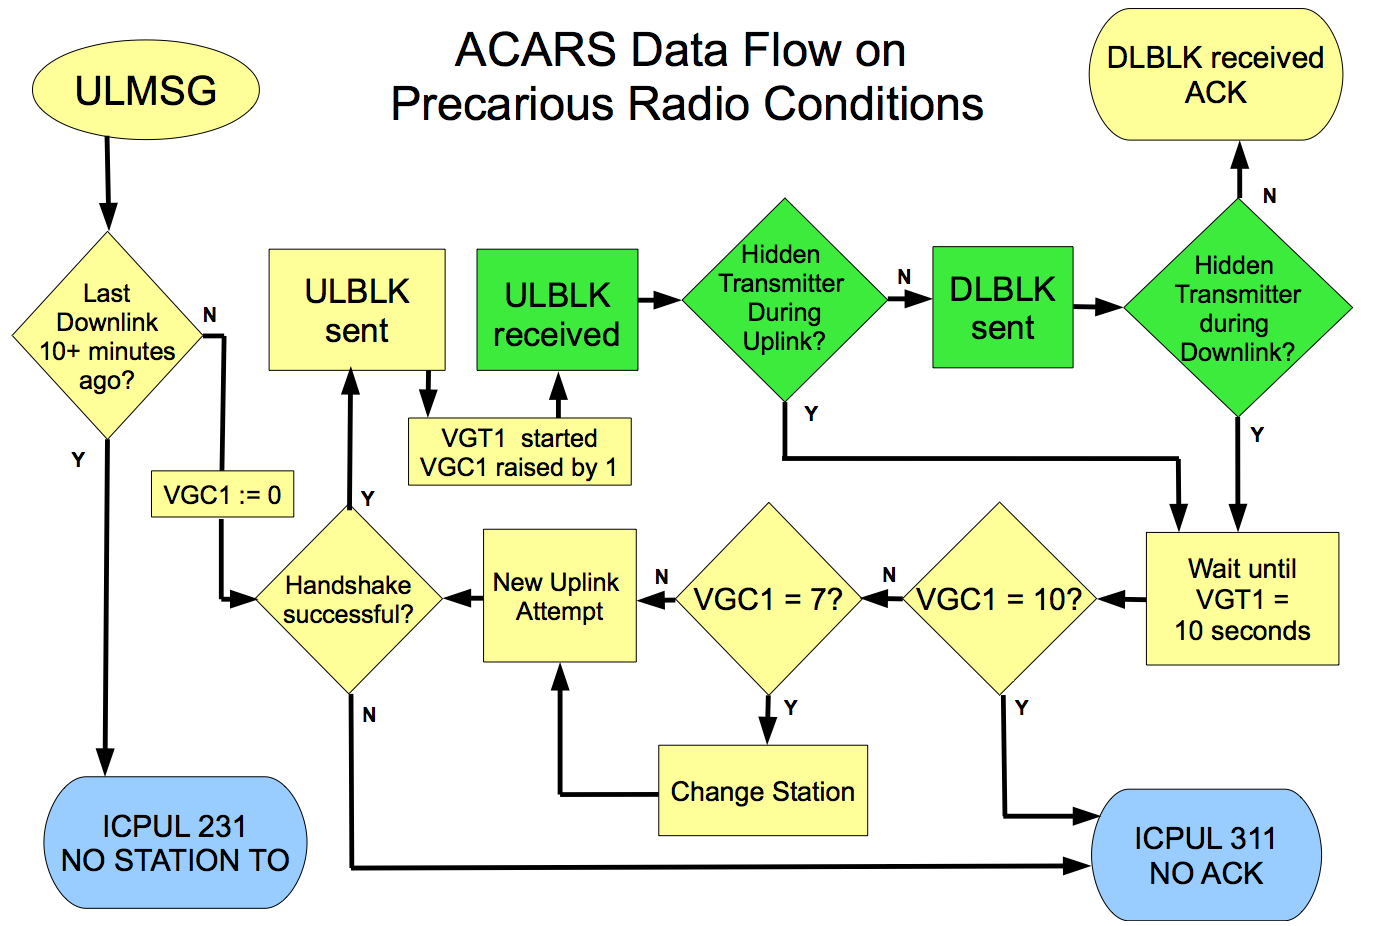 ACARS Data Flow on
Precarious Radio Conditions
ULMSG
DLBLK received
ACK
N
Last
Downlink
10+ minutes
ago?
N
Y
VGC1 := 0
ULBLK
sent
ULBLK
received
Hidden
Transmitter
During
Uplink?
N
Y
DLBLK
sent
Hidden
Transmitter
during
Downlink?
Y
VGT1 started
VGC1 raised by 1
Y
Handshake
successful?
N
New Uplink
Attempt
N
VGC1 = 7?
Y
N
VGC1 = 10?
Y
Wait until
VGT1 =
10 seconds
Change Station
ICPUL 231
NO STATION TO
ICPUL 311
NO ACK